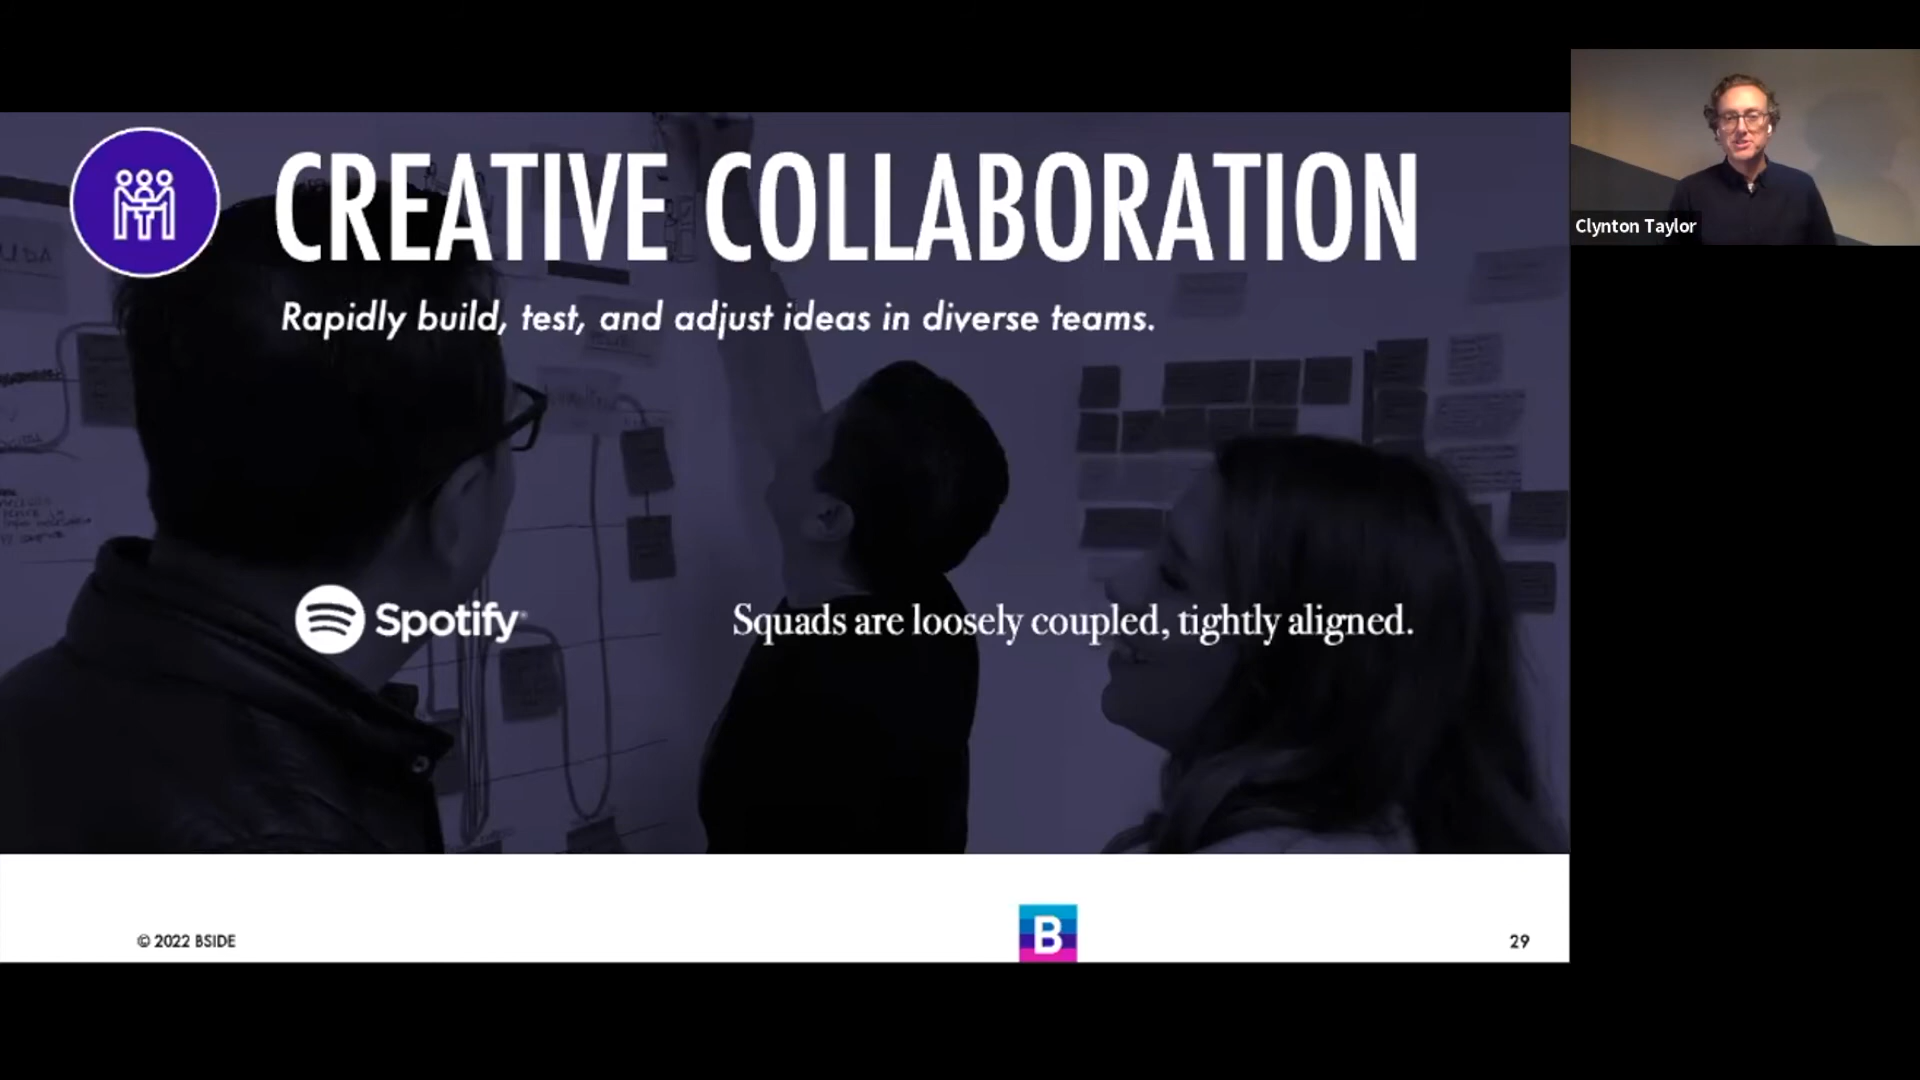 CREATIVE COLLABORATION
Rapidly build, test, and adjust ideas in diverse teams.
Spotify
Squads are loosely coupled, tightly aligned.
© 2022 BSIDE
B
29
Clynton Taylor